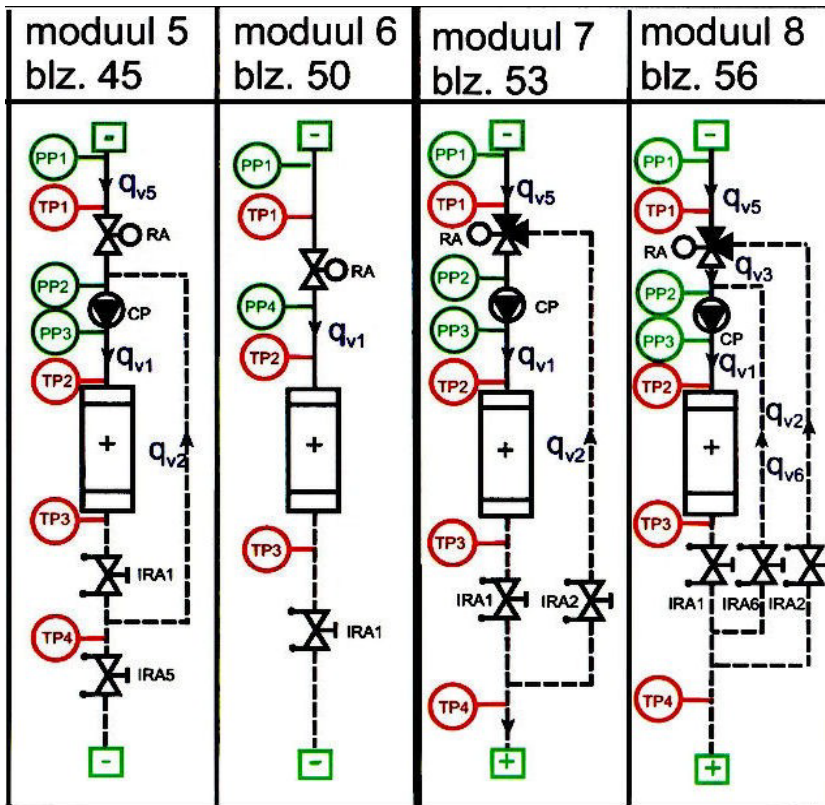 moduul 5
blz. 45
-
PP1
qv5
TP1
RA
PP2
CP
PP3
qv1
TP2
+
qv2
TP3
IRA1
TP4
IRA5
-
moduul 6
blz. 50
-
PP1
TP1
RA
PP4
qv1
TP2
+
TP3
IRA1
-
moduul 7
blz. 53
-
PP1
qv5
TP1
RA
PP2
CP
PP3
qv1
TP2
+
qv2
TP3
IRA1
IRA2
TP4
+
moduul 8
blz. 56
-
PP1
qv5
TP1
RA
qv3
PP2
PP3
CP
qv1
TP2
qv2
+
qv6
TP3
IRA1
IRA6
IRA2
TP4
+